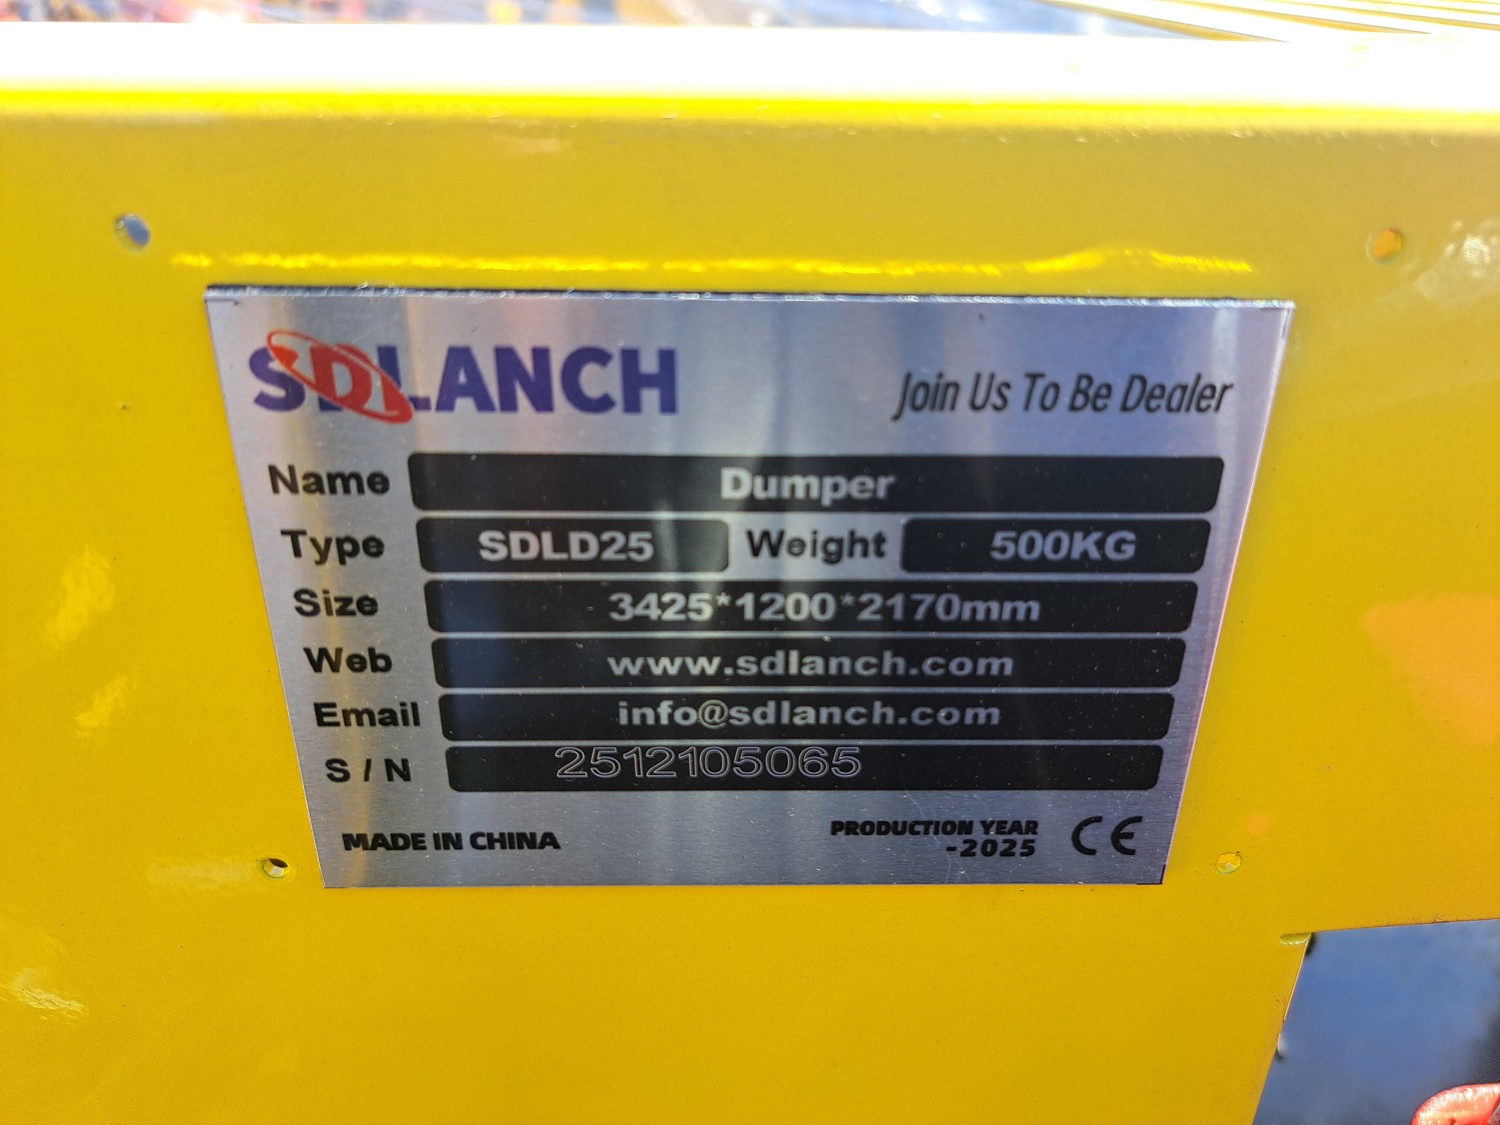 SDLANCH
Join Us To Be Dealer
Name Dumper
Type SDLD25 Weight 500KG
Size 3425*1200*2170mm
Web www.sdlanch.com
Email info@sdlanch.com
S / N 2512105065
MADE IN CHINA
PRODUCTION YEAR
-2025
CE